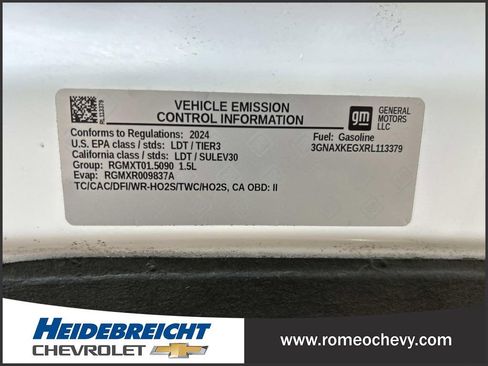 RL113379
VEHICLE EMISSION
CONTROL INFORMATION
gm
GENERAL
MOTORS
LLC
Conforms to Regulations: 2024
U.S. EPA class / stds: LDT / TIER3
California class / stds: LDT / SULEV30
Group: RGMXT01.5090 1.5L
Evap: RGMXR009837A
TC/CAC/DFI/WR-HO2S/TWC/HO2S, CA OBD: II
Fuel: Gasoline
3GNAXKEGXRL113379
HEIDEBREICHT
CHEVROLET
www.romeochevy.com